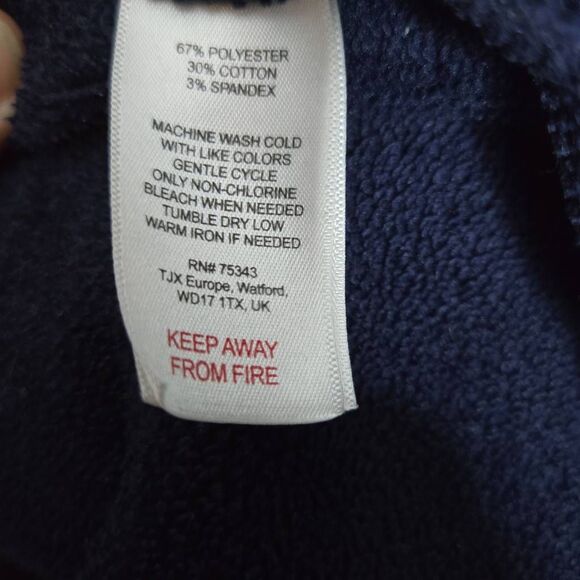 67% POLYESTER
30% COTTON
3% SPANDEX
MACHINE WASH COLD
WITH LIKE COLORS
GENTLE CYCLE
ONLY NON-CHLORINE
BLEACH WHEN NEEDED
TUMBLE DRY LOW
WARM IRON IF NEEDED
RN# 75343
TJX Europe, Watford,
WD17 1TX, UK
KEEP AWAY
FROM FIRE